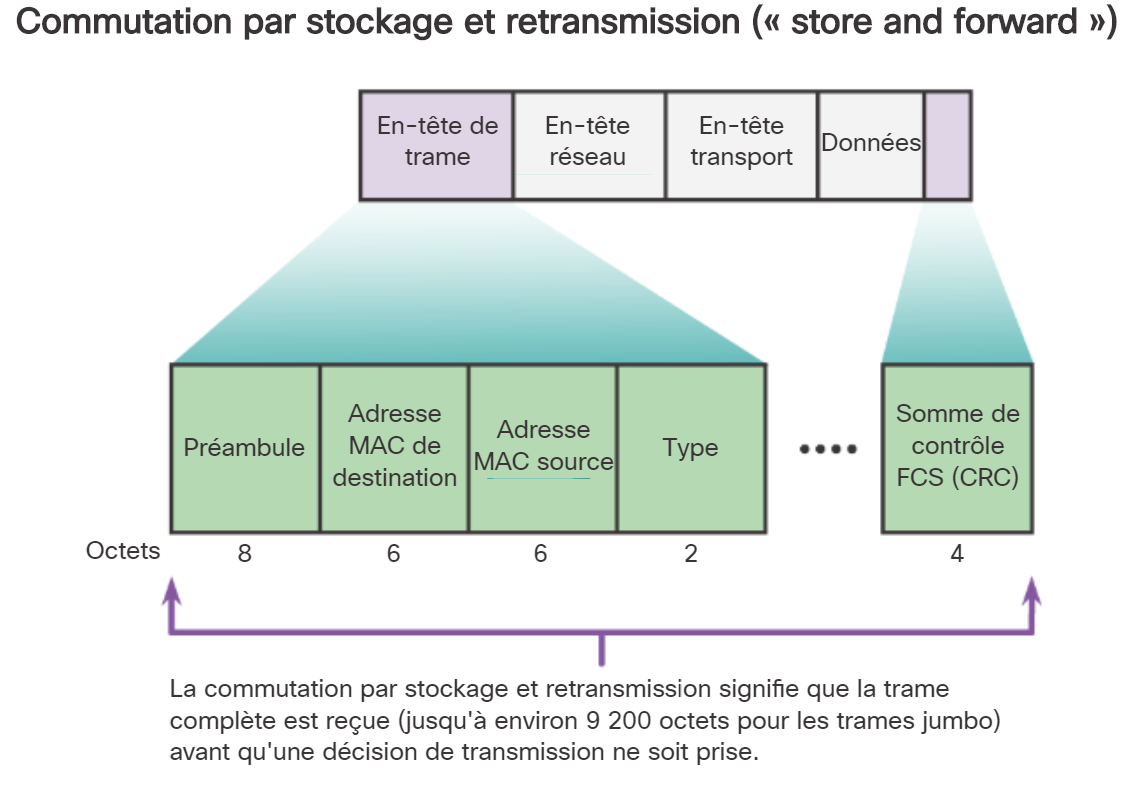 Commutation par stockage et retransmission (« store and forward »)
En-tête de
trame
En-tête
réseau
En-tête
transport
Données
Préambule
Adresse
MAC de
destination
Adresse
MAC source
Type
Somme de
contrôle
FCS (CRC)
Octets
8
6
6
2
4
La commutation par stockage et retransmission signifie que la trame
complète est reçue (jusqu'à environ 9 200 octets pour les trames jumbo)
avant qu'une décision de transmission ne soit prise.